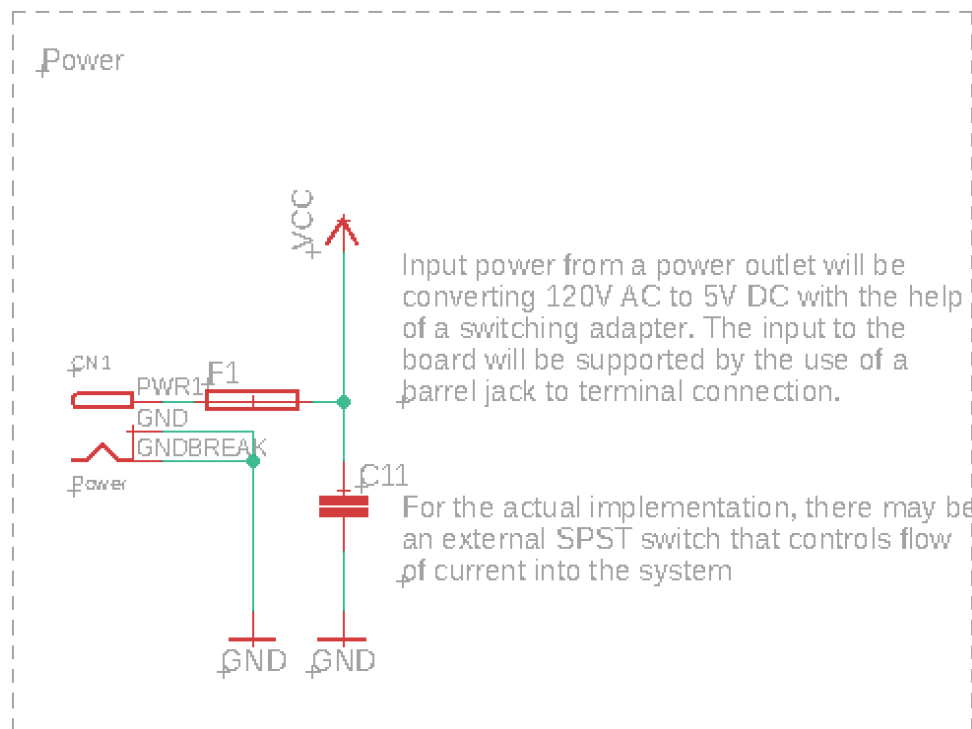 Power
VCC
Input power from a power outlet will be
converting 120V AC to 5V DC with the help
of a switching adapter. The input to the
board will be supported by the use of a
barrel jack to terminal connection.
CN1
PWR1
F1
GND
GNDBREAK
Power
C11
For the actual implementation, there may be
an external SPST switch that controls flow
of current into the system
GND
GND